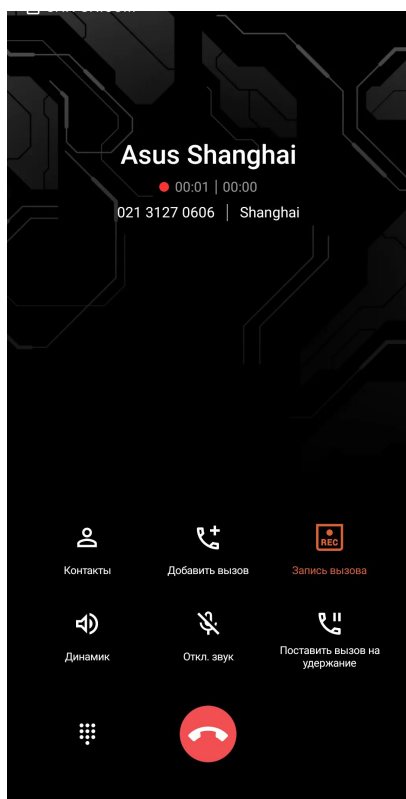 Asus Shanghai
00:01 | 00:00
021 3127 0606 | Shanghai
Контакты
Добавить вызов
REC
Запись вызова
Динамик
Откл. звук
Поставить вызов на
удержание